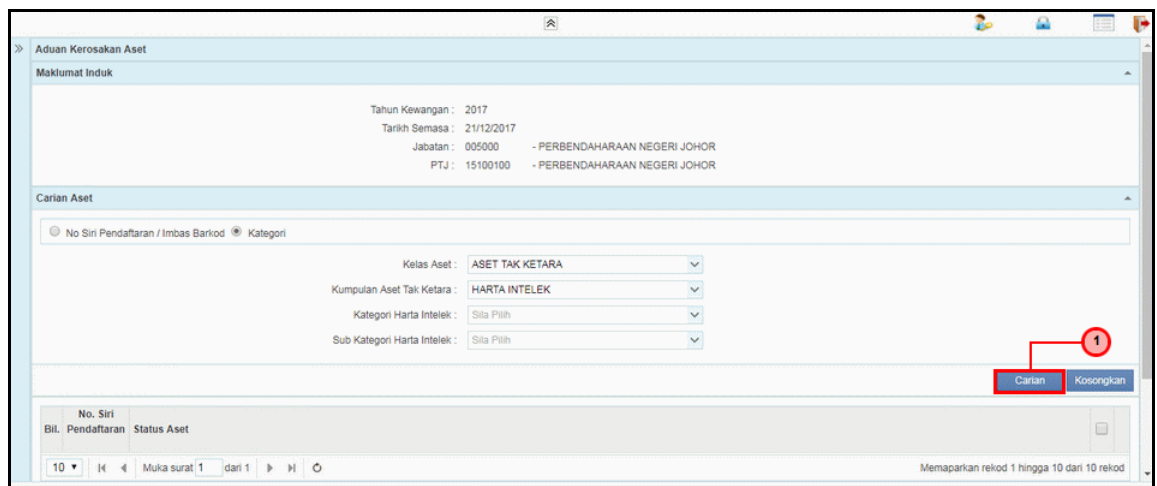 Aduan Kerosakan Aset
Maklumat Induk
Tahun Kewangan : 2017
Tarikh Semasa : 21/12/2017
Jabatan : 005000 - PERBENDAHARAAN NEGERI JOHOR
PTJ : 15100100 - PERBENDAHARAAN NEGERI JOHOR
Carian Aset
No Siri Pendaftaran / Imbas Barkod Kategori
Kelas Aset : ASET TAK KETARA
Kumpulan Aset Tak Ketara : HARTA INTELEK
Kategori Harta Intelek : Sila Pilih
Sub Kategori Harta Intelek : Sila Pilih
1
Carian Kosongkan
Bil. No. Siri Pendaftaran Status Aset
10 Muka surat 1 dari 1 Memaparkan rekod 1 hingga 10 dari 10 rekod